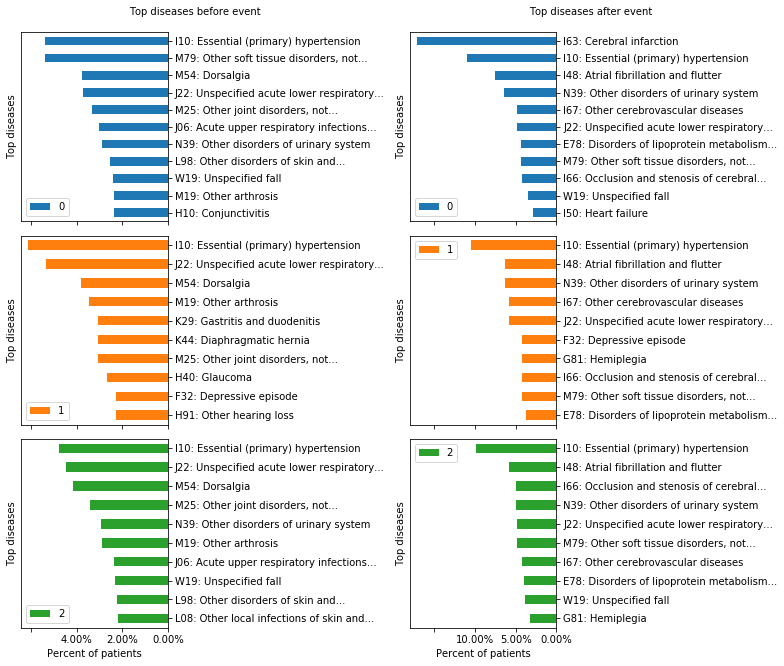 Top diseases before event
Top diseases
I10: Essential (primary) hypertension
M79: Other soft tissue disorders, not...
M54: Dorsalgia
J22: Unspecified acute lower respiratory...
M25: Other joint disorders, not...
J06: Acute upper respiratory infections...
N39: Other disorders of urinary system
L98: Other disorders of skin and...
W19: Unspecified fall
M19: Other arthrosis
H10: Conjunctivitis
0
Top diseases
I10: Essential (primary) hypertension
J22: Unspecified acute lower respiratory...
M54: Dorsalgia
M19: Other arthrosis
K29: Gastritis and duodenitis
K44: Diaphragmatic hernia
M25: Other joint disorders, not...
H40: Glaucoma
F32: Depressive episode
H91: Other hearing loss
1
Top diseases
I10: Essential (primary) hypertension
J22: Unspecified acute lower respiratory...
M54: Dorsalgia
M25: Other joint disorders, not...
N39: Other disorders of urinary system
M19: Other arthrosis
J06: Acute upper respiratory infections...
W19: Unspecified fall
L98: Other disorders of skin and...
L08: Other local infections of skin and...
2
4.00% 2.00% 0.00%
Percent of patients
Top diseases after event
Top diseases
I63: Cerebral infarction
I10: Essential (primary) hypertension
I48: Atrial fibrillation and flutter
N39: Other disorders of urinary system
I67: Other cerebrovascular diseases
J22: Unspecified acute lower respiratory...
E78: Disorders of lipoprotein metabolism...
M79: Other soft tissue disorders, not...
I66: Occlusion and stenosis of cerebral...
W19: Unspecified fall
I50: Heart failure
0
Top diseases
1
I10: Essential (primary) hypertension
I48: Atrial fibrillation and flutter
N39: Other disorders of urinary system
I67: Other cerebrovascular diseases
J22: Unspecified acute lower respiratory...
F32: Depressive episode
G81: Hemiplegia
I66: Occlusion and stenosis of cerebral...
M79: Other soft tissue disorders, not...
E78: Disorders of lipoprotein metabolism...
Top diseases
2
I10: Essential (primary) hypertension
I48: Atrial fibrillation and flutter
I66: Occlusion and stenosis of cerebral...
N39: Other disorders of urinary system
J22: Unspecified acute lower respiratory...
M79: Other soft tissue disorders, not...
I67: Other cerebrovascular diseases
E78: Disorders of lipoprotein metabolism...
W19: Unspecified fall
G81: Hemiplegia
10.00% 5.00% 0.00%
Percent of patients